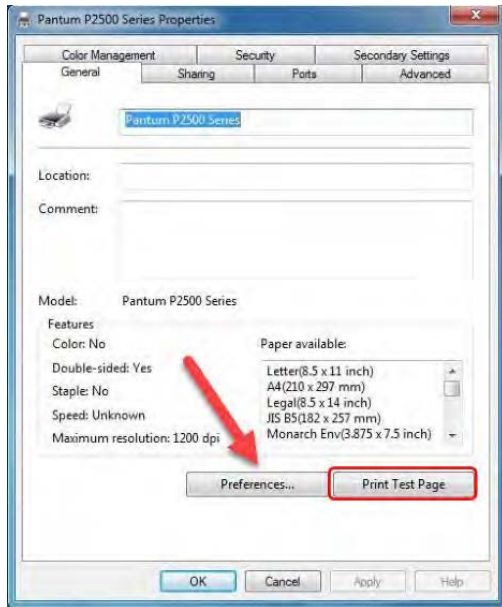 Pantum P2500 Series Properties
Color Management Security Secondary Settings
General Sharing Ports Advanced
Pantum P2500 Series
Location:
Comment:
Model: Pantum P2500 Series
Features
Color: No
Double-sided: Yes
Staple: No
Speed: Unknown
Maximum resolution: 1200 dpi
Paper available:
Letter(8.5 x 11 inch)
A4(210 x 297 mm)
Legal(8.5 x 14 inch)
JIS B5(182 x 257 mm)
Monarch Env(3.875 x 7.5 inch)
Preferences... Print Test Page
OK Cancel Apply Help